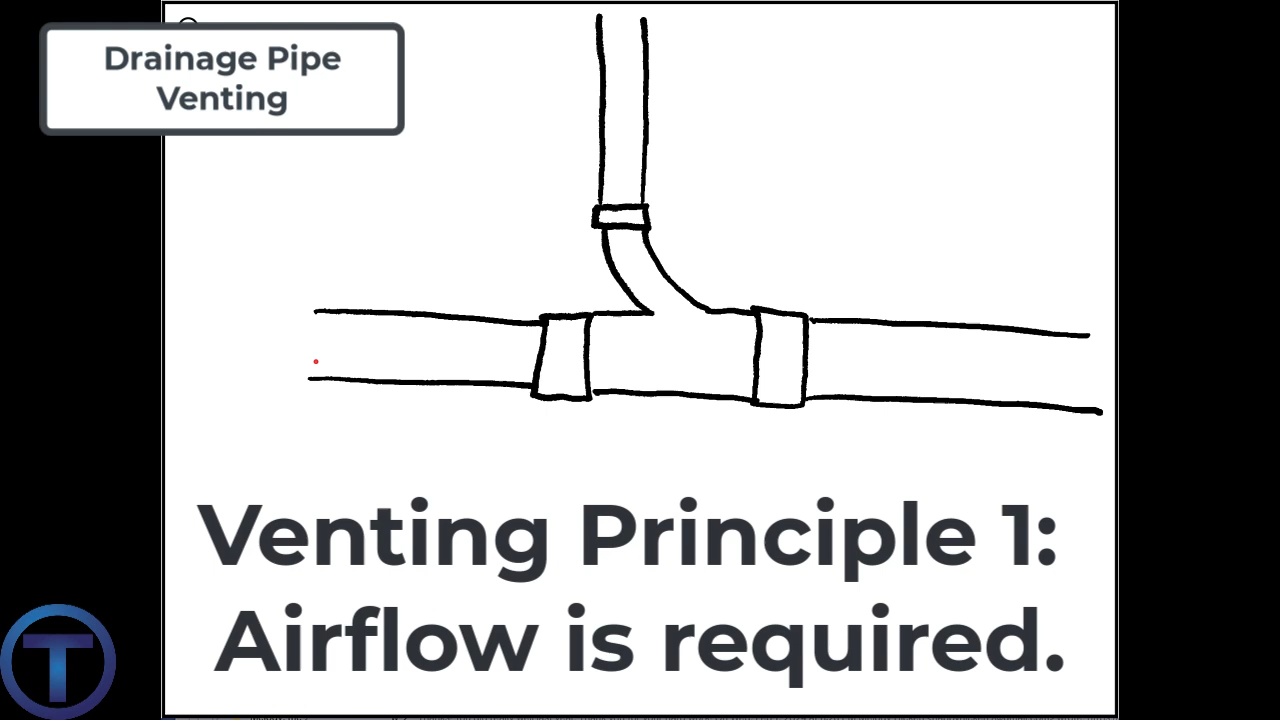 Drainage Pipe
Venting
Venting Principle 1:
Airflow is required.
T